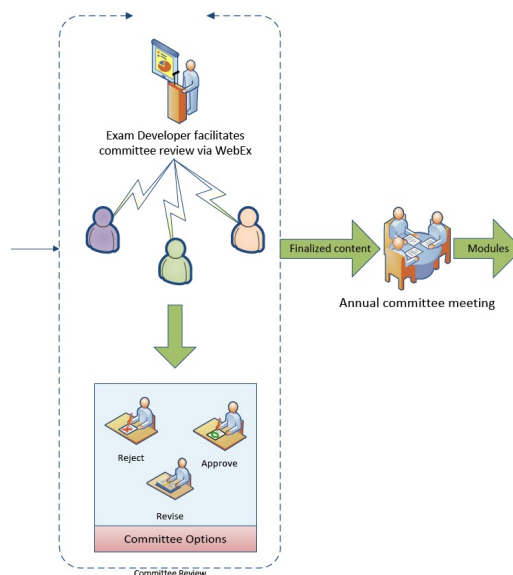 Exam Developer facilitates
committee review via WebEx
Finalized content
Modules
Annual committee meeting
Reject
Approve
Revise
Committee Options
Committee Review